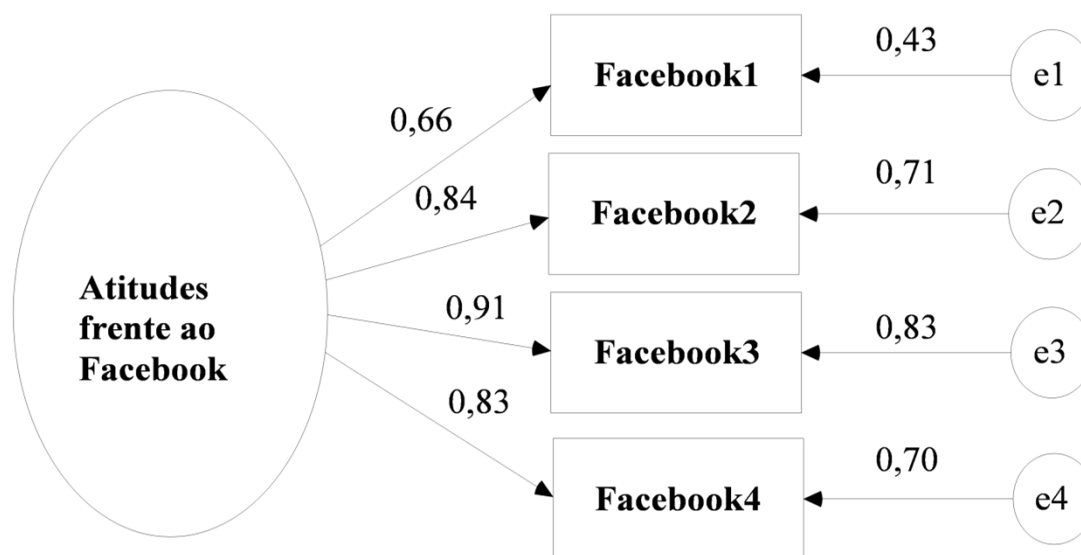 0,43
Facebook1
e1
0,66
0,71
0,84
Facebook2
e2
Atitudes
frente ao
Facebook
0,91
0,83
Facebook3
e3
0,83
0,70
Facebook4
e4